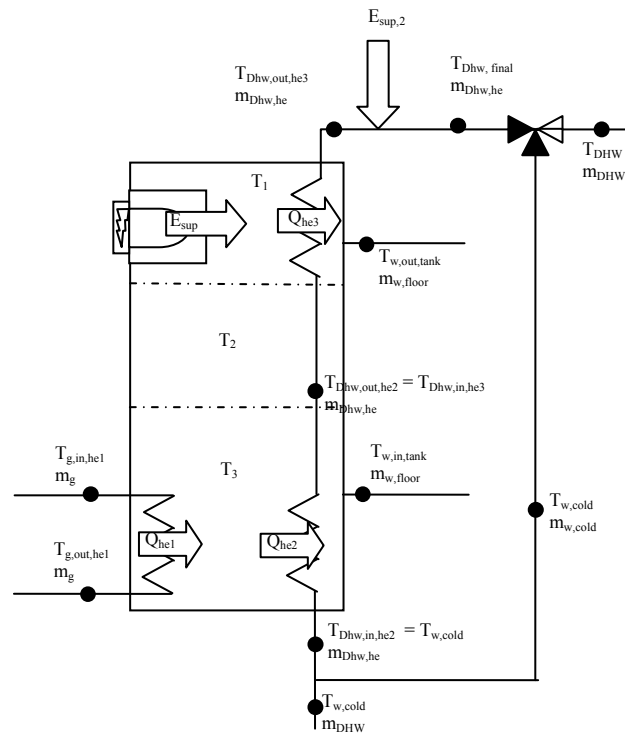 E_sup,2
T_Dhw,out,he3
m_Dhw,he
T_Dhw, final
m_Dhw,he
T_DHW
m_DHW
T_1
E_sup
Q_he3
T_w,out,tank
m_w,floor
T_2
T_Dhw,out,he2 = T_Dhw,in,he3
m_Dhw,he
T_g,in,he1
m_g
T_3
T_w,in,tank
m_w,floor
T_w,cold
m_w,cold
T_g,out,he1
m_g
Q_he1
Q_he2
T_Dhw,in,he2 = T_w,cold
m_Dhw,he
T_w,cold
m_DHW